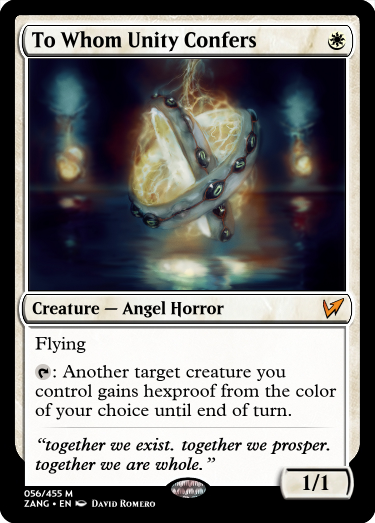 To Whom Unity Confers
Creature — Angel Horror
Flying
: Another target creature you
control gains hexproof from the color
of your choice until end of turn.
“together we exist. together we prosper.
together we are whole.”
1/1
056/455 M
ZANG • EN David Romero